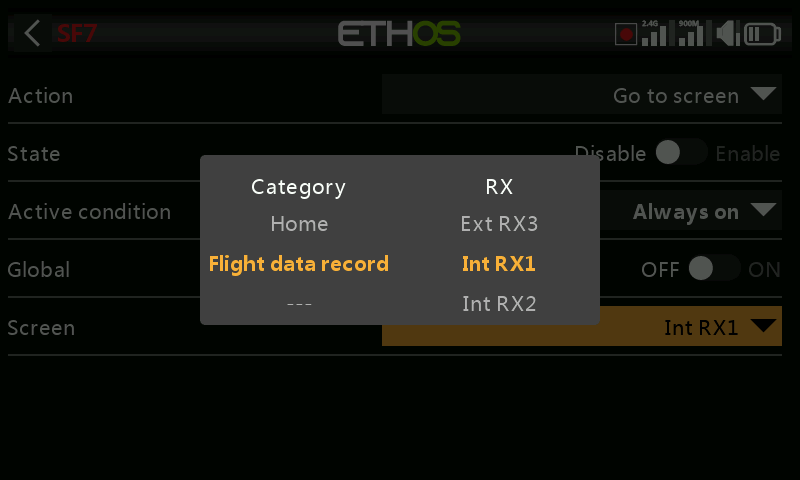 SF7 ETHOS 2.4G 900M
Action Go to screen
State Disable Enable
Category RX
Active condition Always on
Home Ext RX3
Flight data record Int RX1
Global OFF ON
--- Int RX2
Screen Int RX1